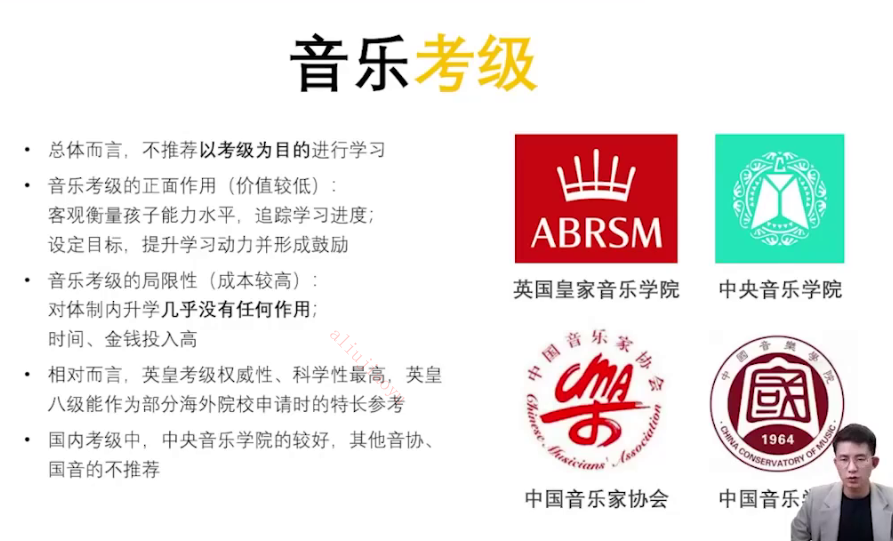 音乐考级
• 总体而言，不推荐以考级为目的进行学习
• 音乐考级的正面作用（价值较低）：
客观衡量孩子能力水平，追踪学习进度；
设定目标，提升学习动力并形成鼓励
• 音乐考级的局限性（成本较高）：
对体制内升学几乎没有任何作用；
时间、金钱投入高
• 相对而言，英皇考级权威性、科学性最高，英皇
八级能作为部分海外院校申请时的特长参考
• 国内考级中，中央音乐学院的较好，其他音协、
国音的不推荐
ABRSM
英国皇家音乐学院
中央音乐学院
中国音乐家协会
CMA
Chinese Musicians' Association
中国音乐家协会
中國音樂學院
國
1964
·CHINA CONSERVATORY OF MUSIC·
中国音乐学